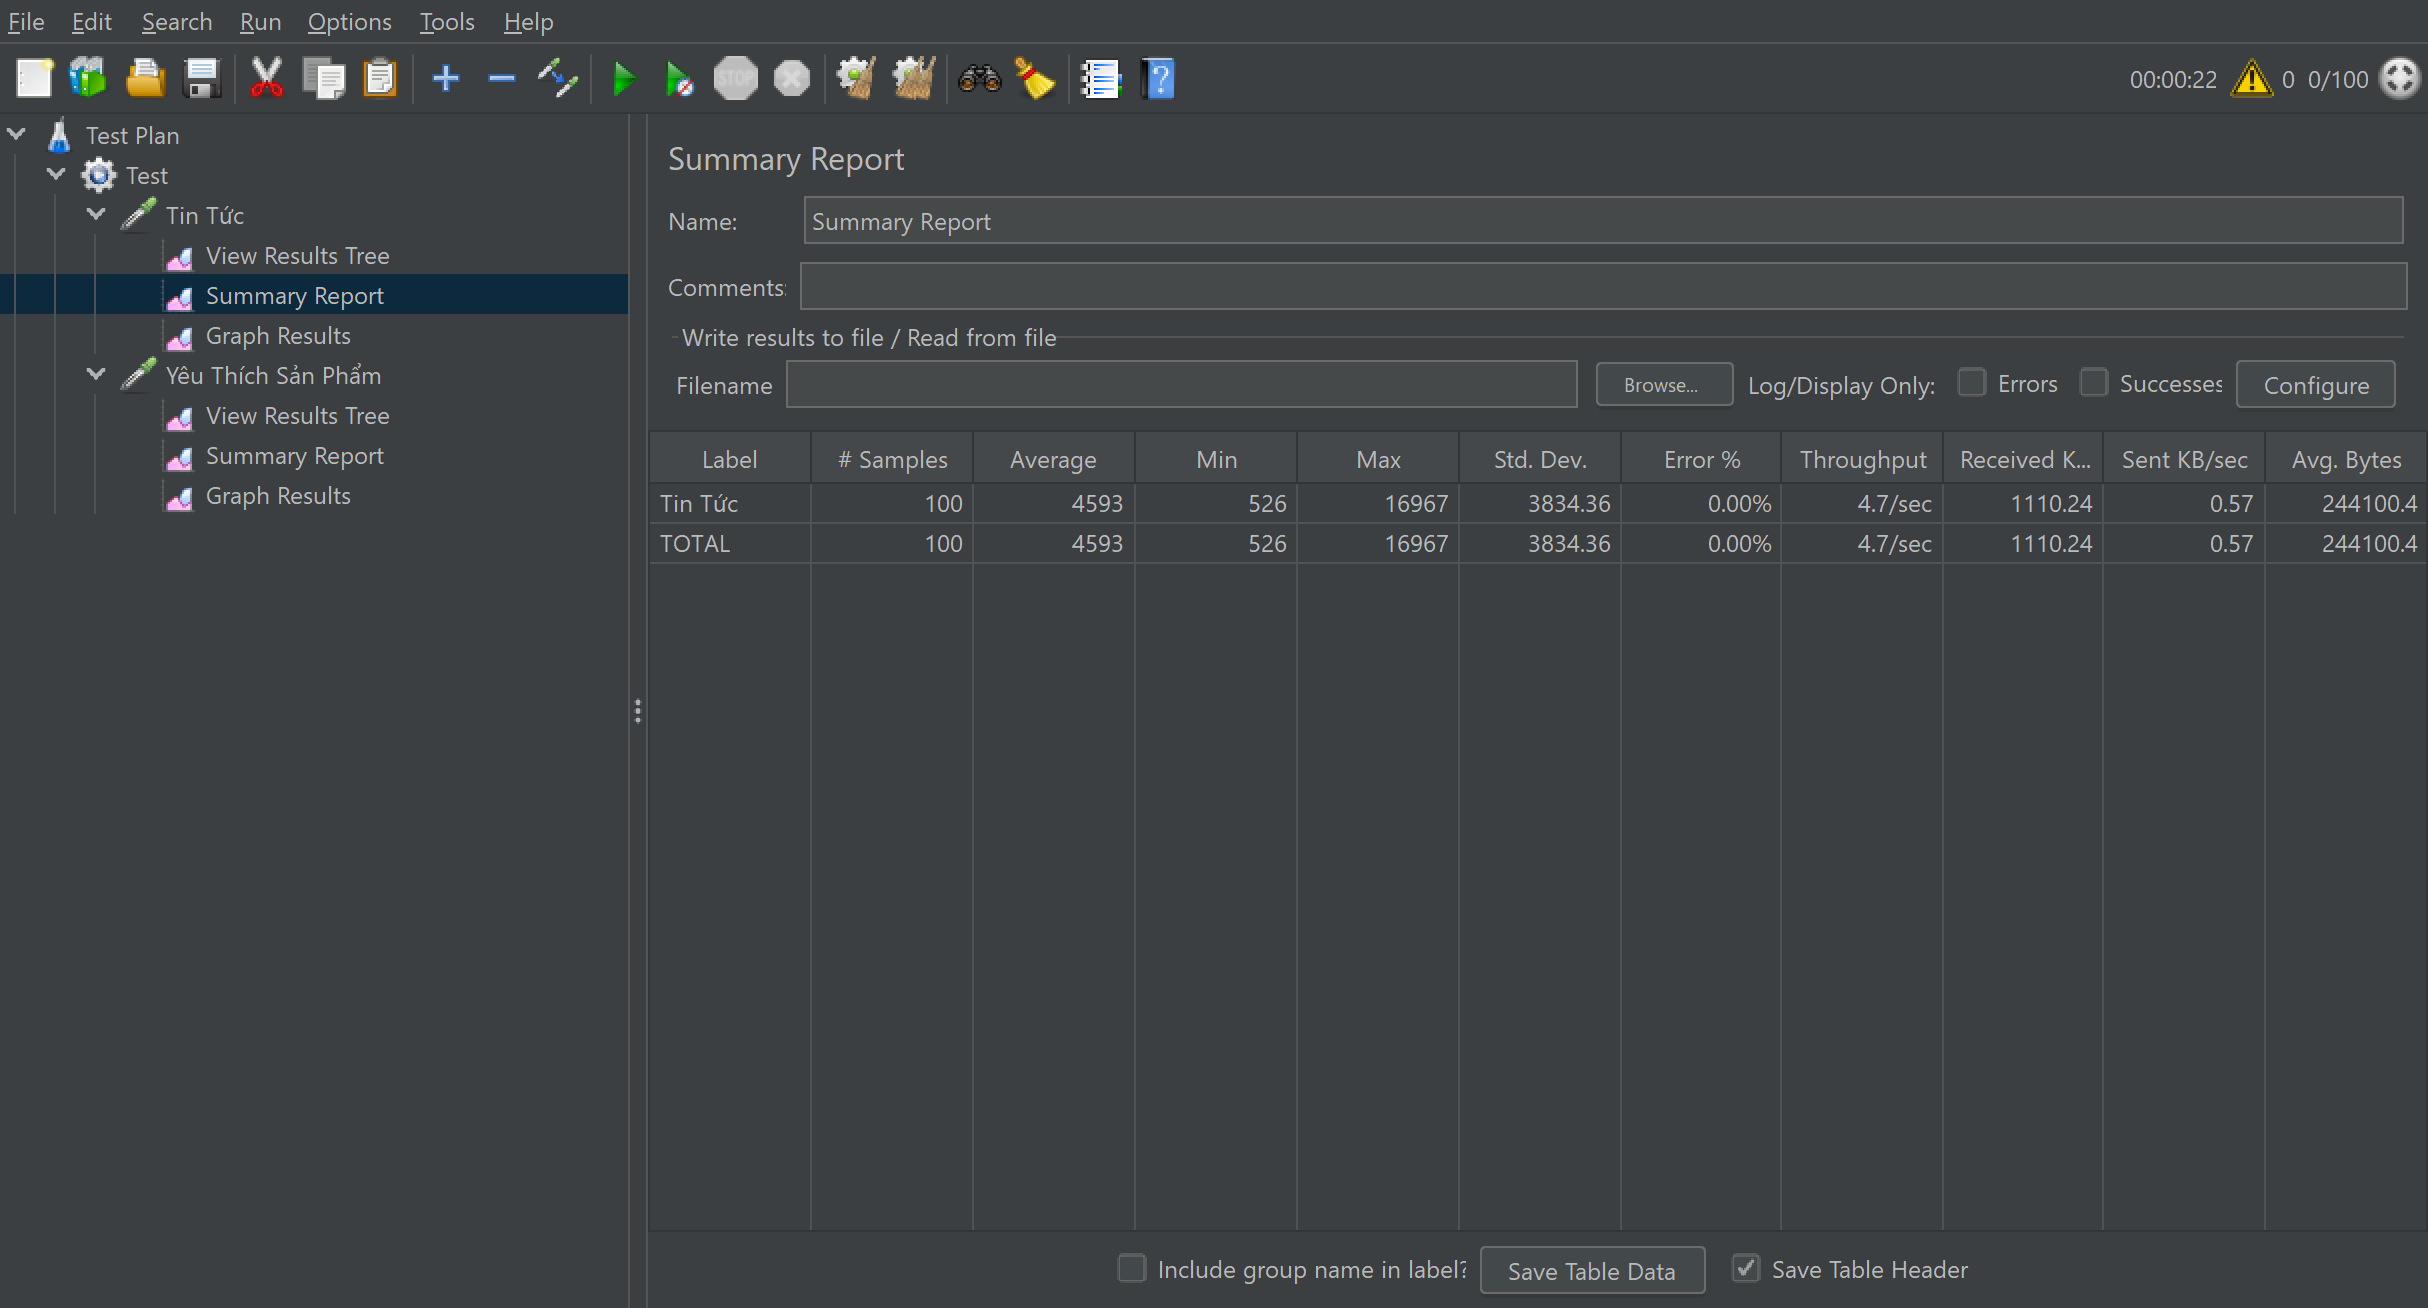 File Edit Search Run Options Tools Help
STOP
00:00:22 0 0/100
Test Plan
Test
Tin Tức
View Results Tree
Summary Report
Graph Results
Yêu Thích Sản Phẩm
View Results Tree
Summary Report
Graph Results
Summary Report
Name: Summary Report
Comments:
Write results to file / Read from file
Filename Browse... Log/Display Only: Errors Successes Configure
Label # Samples Average Min Max Std. Dev. Error % Throughput Received K... Sent KB/sec Avg. Bytes
Tin Tức 100 4593 526 16967 3834.36 0.00% 4.7/sec 1110.24 0.57 244100.4
TOTAL 100 4593 526 16967 3834.36 0.00% 4.7/sec 1110.24 0.57 244100.4
Include group name in label? Save Table Data Save Table Header